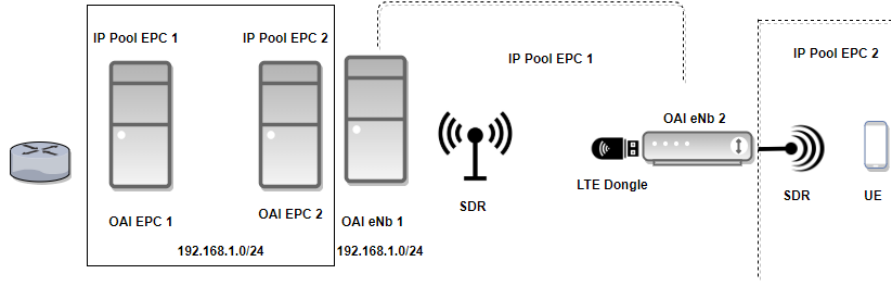 IP Pool EPC 1
IP Pool EPC 2
IP Pool EPC 1
IP Pool EPC 2
OAI eNb 2
LTE Dongle
SDR
SDR
UE
OAI EPC 1
OAI EPC 2
OAI eNb 1
192.168.1.0/24
192.168.1.0/24